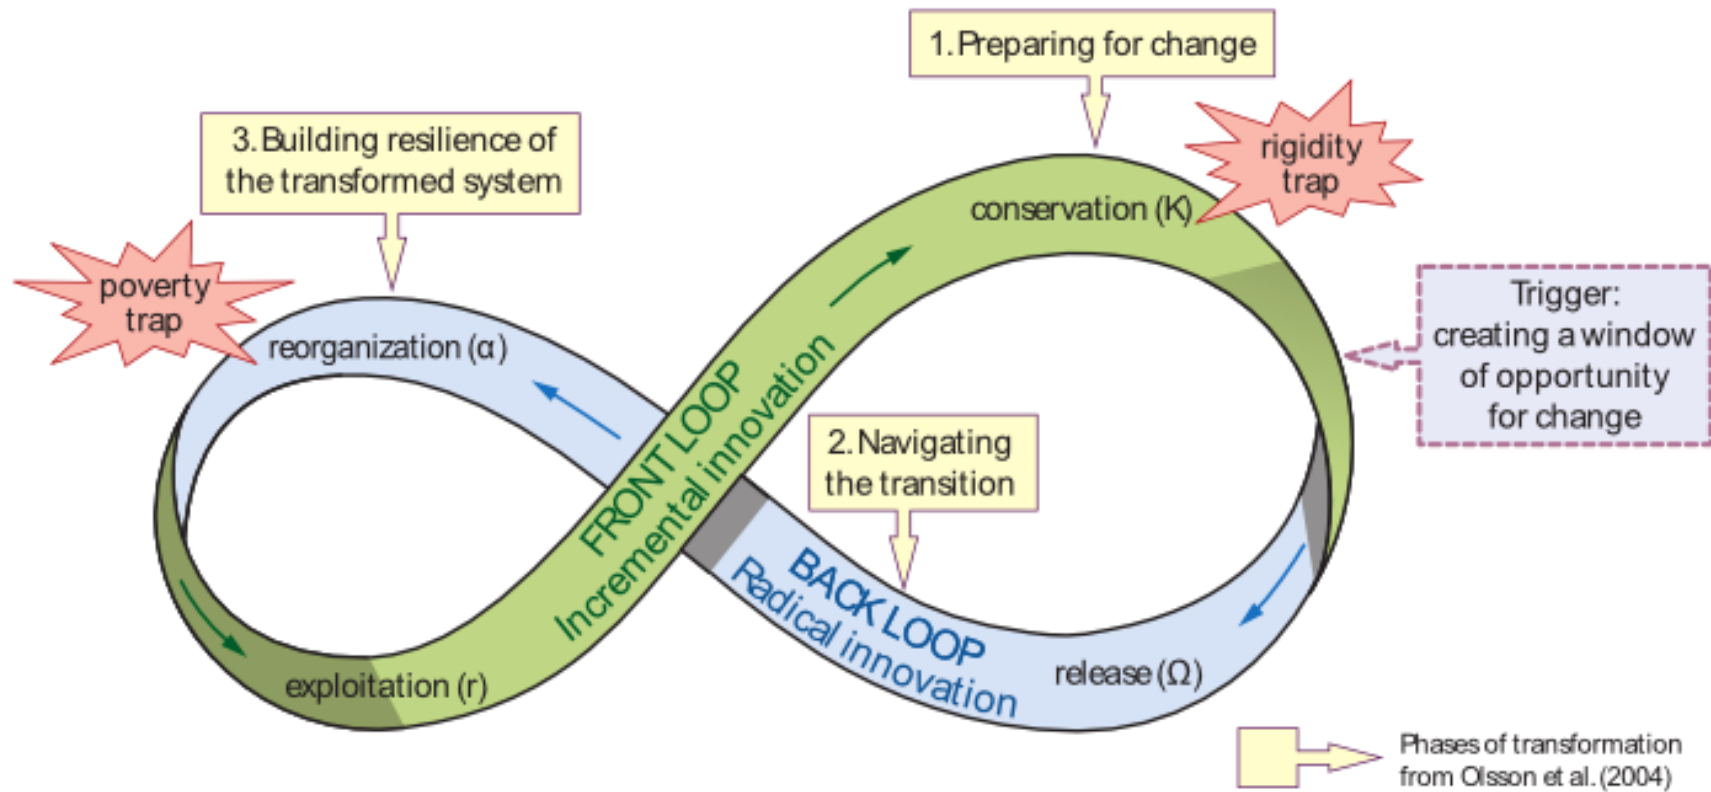 1. Preparing for change
rigidity
trap
3. Building resilience of
the transformed system
conservation (K)
poverty
trap
Trigger:
creating a window
of opportunity
for change
reorganization (α)
FRONT LOOP
Incremental innovation
2. Navigating
the transition
BACK LOOP
Radical innovation
release (Ω)
exploitation (r)
Phases of transformation
from Olsson et al. (2004)